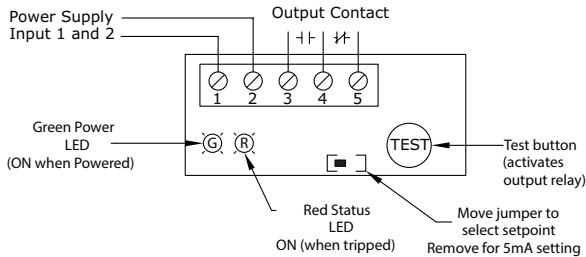 Power Supply
Input 1 and 2
Output Contact
1 2 3 4 5
Green Power
LED
(ON when Powered)
G R
TEST
Test button
(activates
output relay)
Red Status
LED
ON (when tripped)
Move jumper to
select setpoint
Remove for 5mA setting